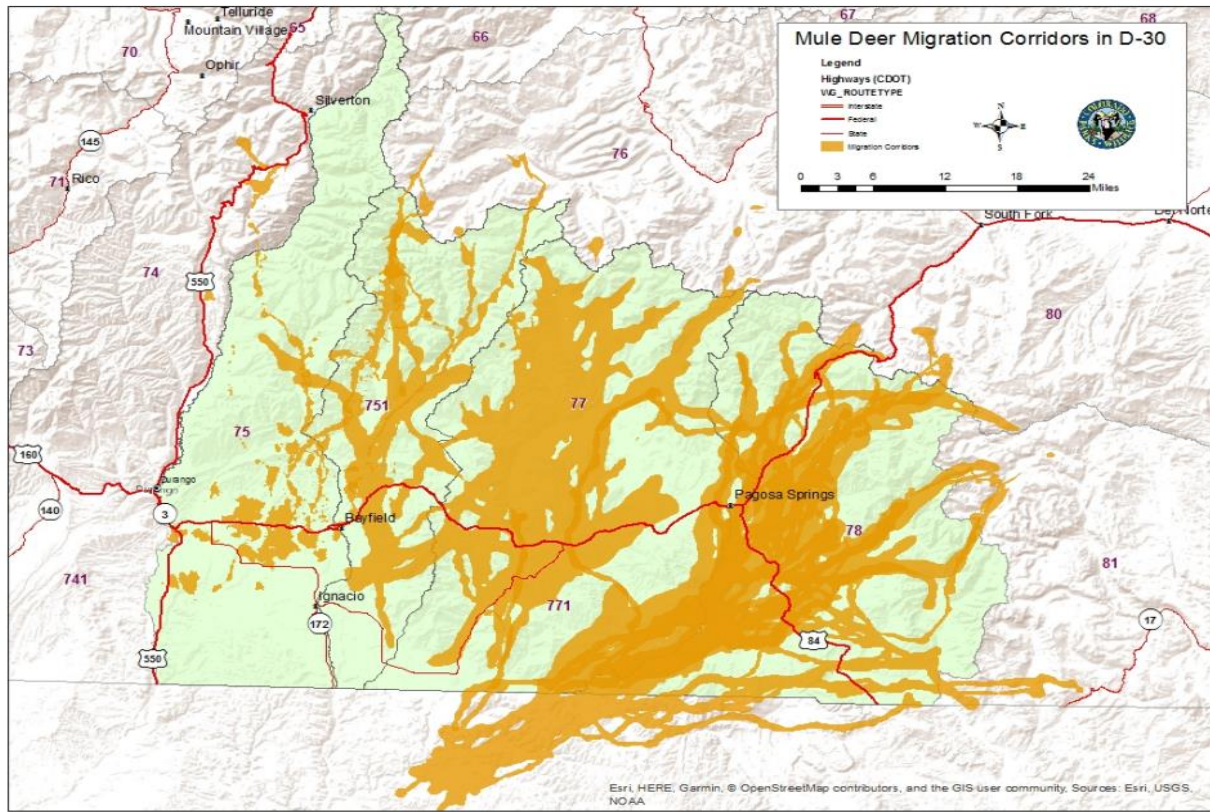 Mule Deer Migration Corridors in D-30
Legend
Highways (CDOT)
VIG_ROUTETYPE
Interstate
Federal
State
Migration Corridors
N
W E
S
0 3 6 12 18 24
Miles
Telluride
Mountain Village
65
66
67
68
70
Ophir
Silverton
145
76
71
Rico
South Fork
Del Norte
74
550
80
73
751
77
75
160
Durango
Pagosa Springs
140
3
Bayfield
78
741
81
Ignacio
771
172
17
550
84
Esri, HERE, Garmin, © OpenStreetMap contributors, and the GIS user community, Sources: Esri, USGS,
NOAA